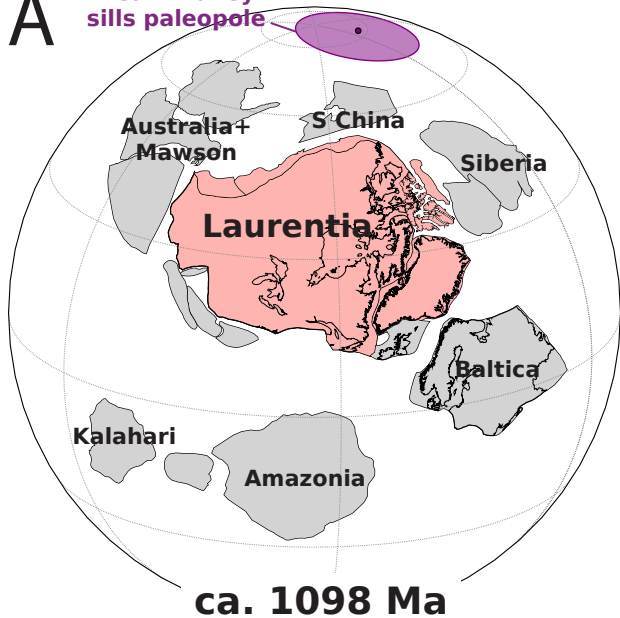 A
sills paleopole
Australia+
Mawson
S China
Siberia
Laurentia
Baltica
Kalahari
Amazonia
ca. 1098 Ma